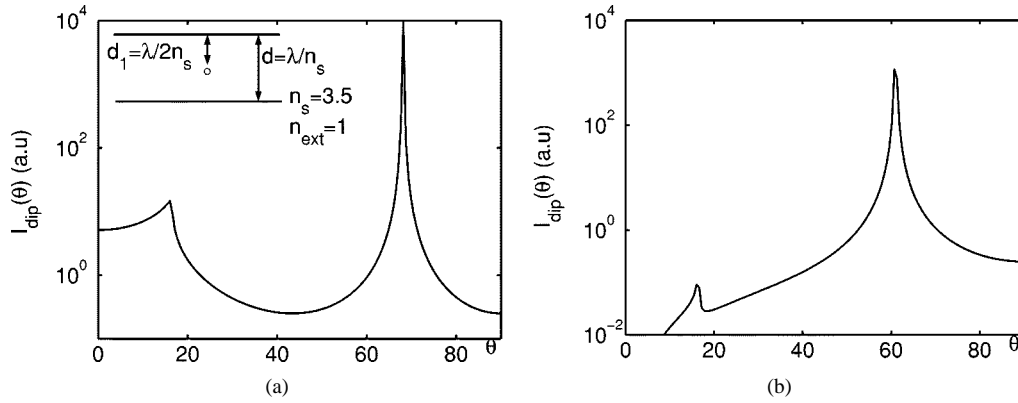 I_dip(θ) (a.u)
10^4
10^2
10^0
0
20
40
60
80
θ
d_1=λ/2n_s
d=λ/n_s
n_s=3.5
n_ext=1
(a)
I_dip(θ) (a.u)
10^4
10^2
10^0
10^-2
0
20
40
60
80
θ
(b)